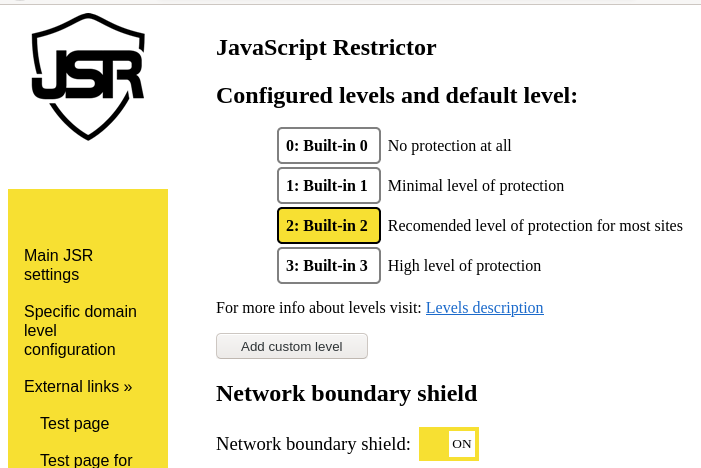 JSR
JavaScript Restrictor
Configured levels and default level:
0: Built-in 0 No protection at all
1: Built-in 1 Minimal level of protection
2: Built-in 2 Recomended level of protection for most sites
3: Built-in 3 High level of protection
For more info about levels visit: Levels description
Add custom level
Network boundary shield
Network boundary shield: ON
Main JSR
settings
Specific domain
level
configuration
External links »
Test page
Test page for